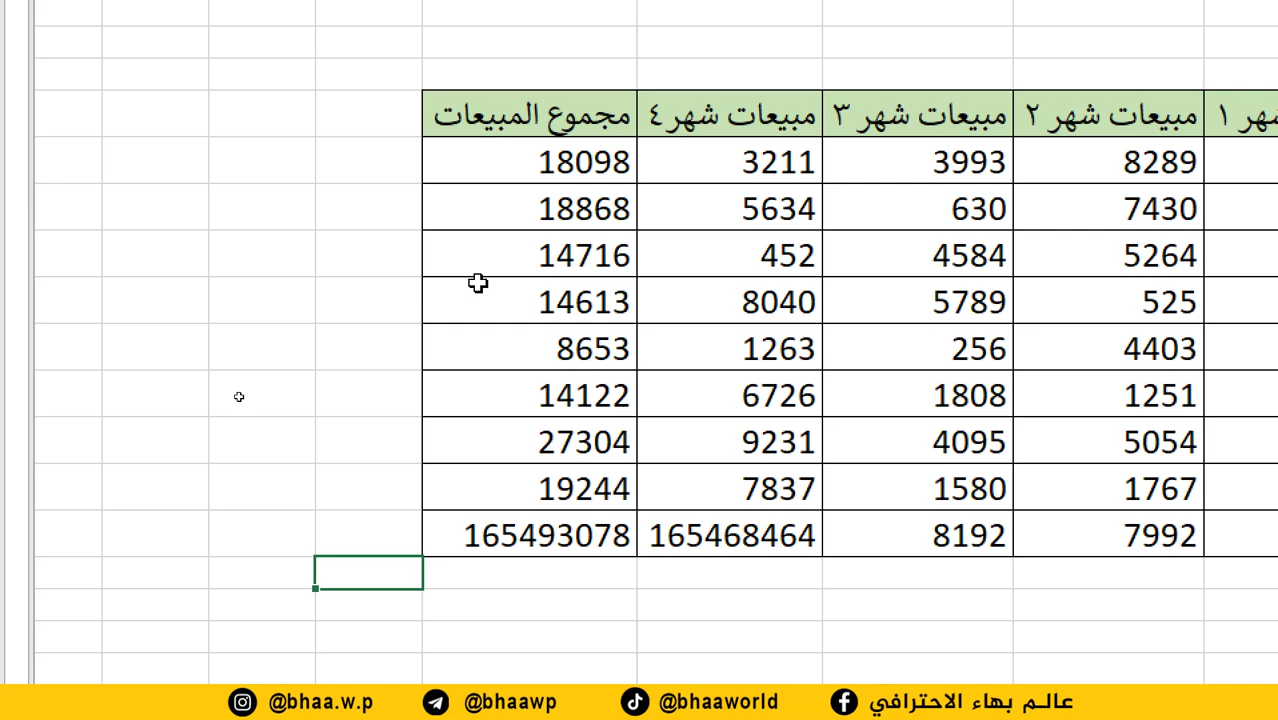 شهر ١ مبيعات شهر ٢ مبيعات شهر ٣ مبيعات شهر ٤ مجموع المبيعات
8289 3993 3211 18098
7430 630 5634 18868
5264 4584 452 14716
525 5789 8040 14613
4403 256 1263 8653
1251 1808 6726 14122
5054 4095 9231 27304
1767 1580 7837 19244
7992 8192 165468464 165493078
@bhaa.w.p @bhaawp @bhaaworld عالم بهاء الاحترافي